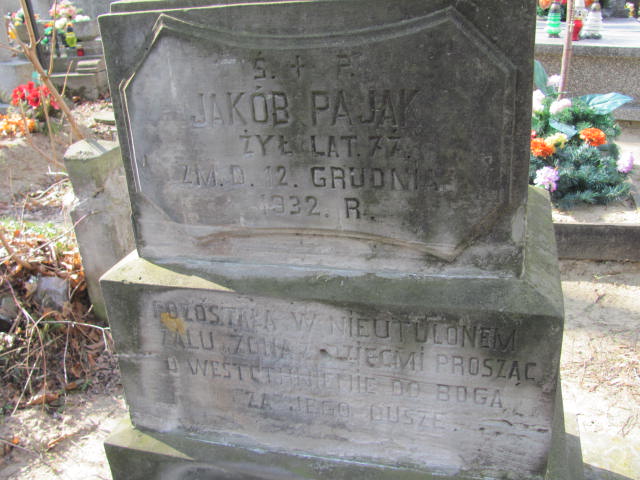 Ś. + P.
JAKÓB PAJAK
ŻYŁ LAT. 77.
ZM. D. 12. GRUDNIA
1932. R.
POZOSTAŁA W NIEUTULONEM
ŻALU ŻONA Z DZIEĆMI PROSZĄC
O WESTCHNIENIE DO BOGA
ZA JEGO DUSZĘ.